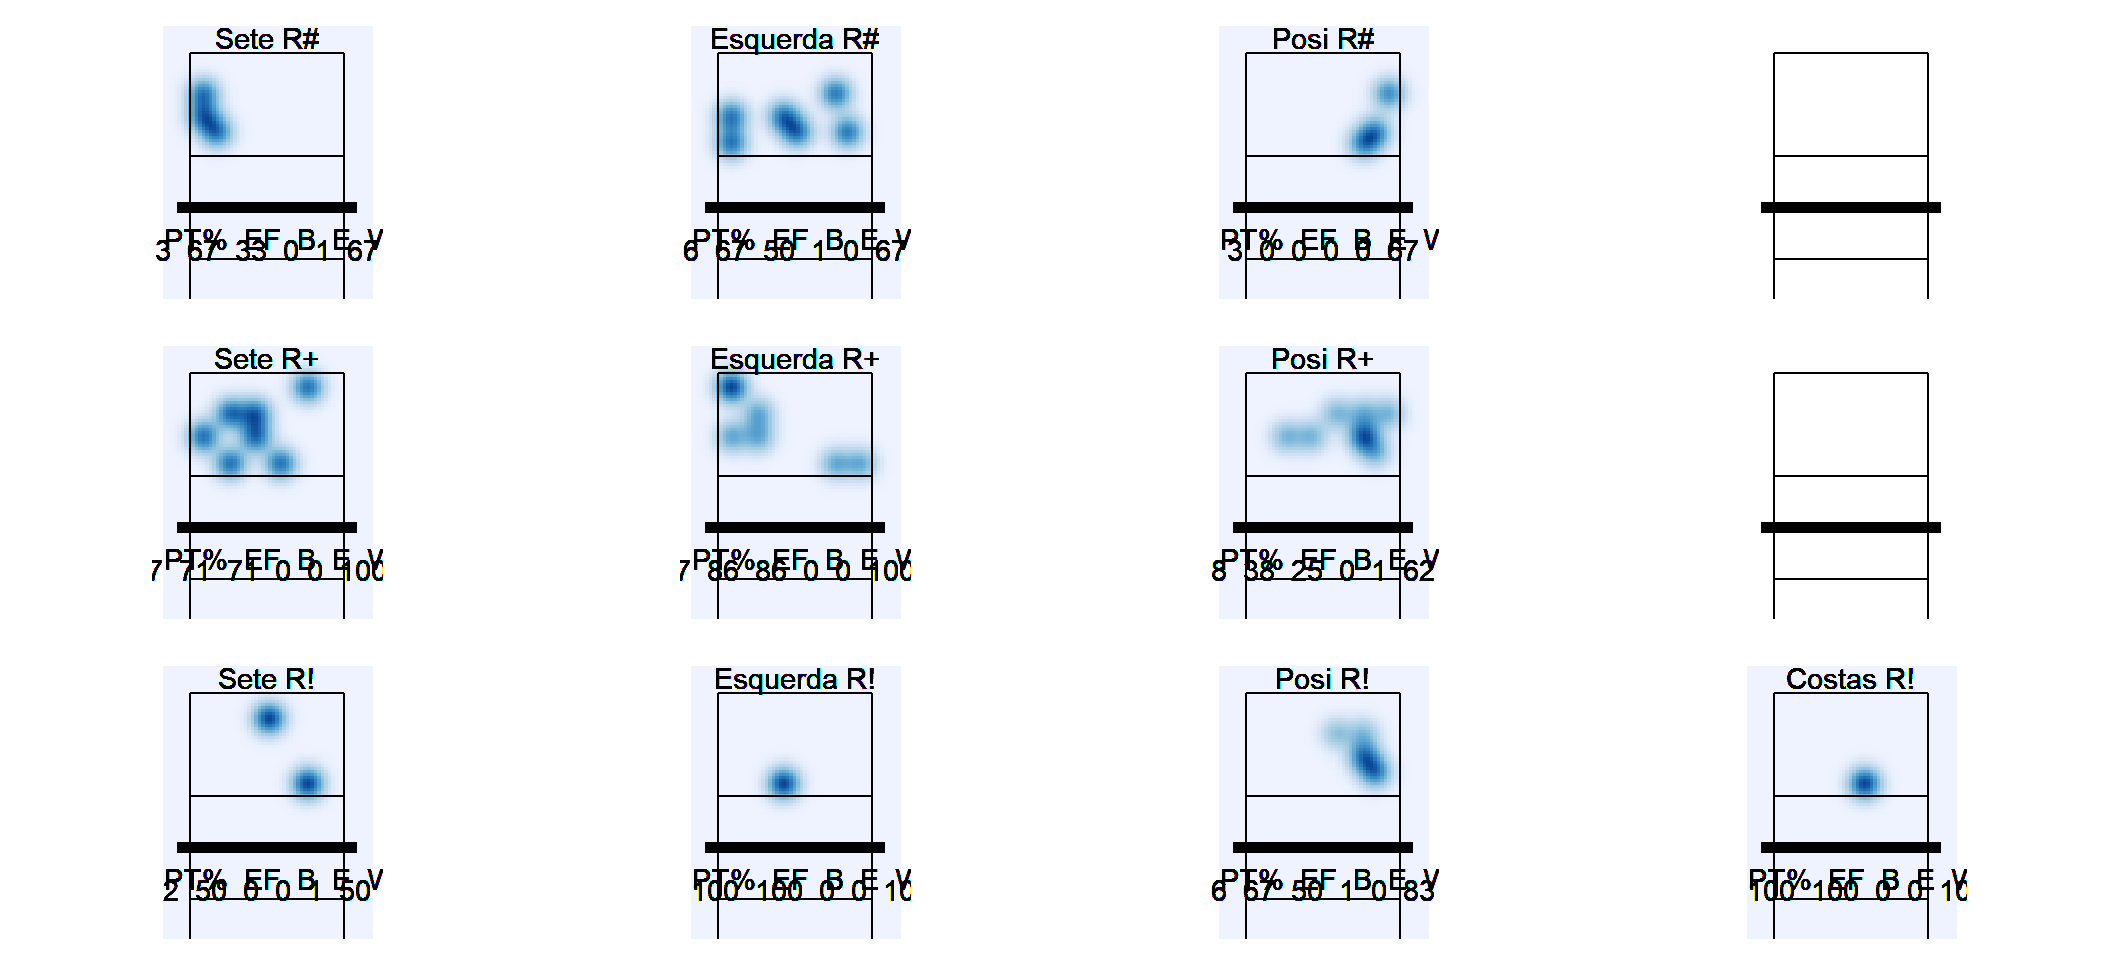 Sete R#
PT% EF B E V
3 67 33 0 1 67
Esquerda R#
PT% EF B E V
6 67 50 1 0 67
Posi R#
PT% EF B E V
3 0 0 0 0 67
Sete R+
PT% EF B E V
7 71 71 0 0 100
Esquerda R+
PT% EF B E V
7 86 86 0 0 100
Posi R+
PT% EF B E V
8 38 25 0 1 62
Sete R!
PT% EF B E V
2 50 0 0 1 50
Esquerda R!
PT% EF B E V
100 100 0 0 10
Posi R!
PT% EF B E V
6 67 50 1 0 83
Costas R!
PT% EF B E V
100 100 0 0 10